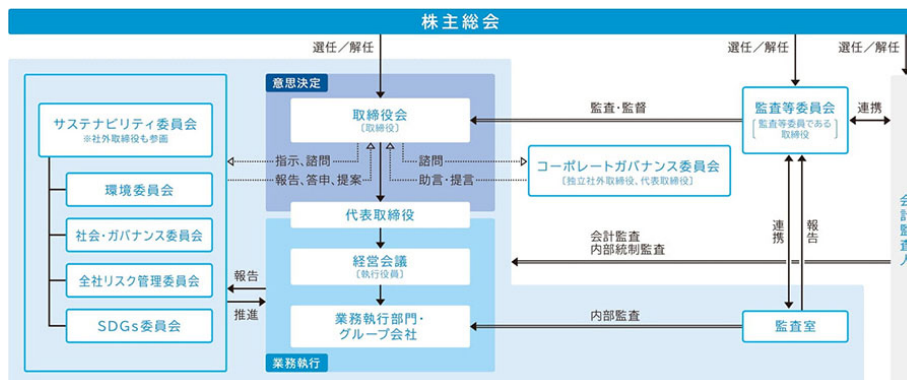 株主総会
選任／解任
選任／解任
選任／解任
意思決定
取締役会
〔取締役〕
監査・監督
監査等委員会
監査等委員である
取締役
連携
サステナビリティ委員会
※社外取締役も参画
環境委員会
社会・ガバナンス委員会
全社リスク管理委員会
SDGs委員会
指示、諮問
報告、答申、提案
諮問
助言・提言
コーポレートガバナンス委員会
〔独立社外取締役、代表取締役〕
代表取締役
経営会議
〔執行役員〕
業務執行部門・
グループ会社
業務執行
報告
推進
会計監査
内部統制監査
内部監査
連携
報告
監査室
会計監査人